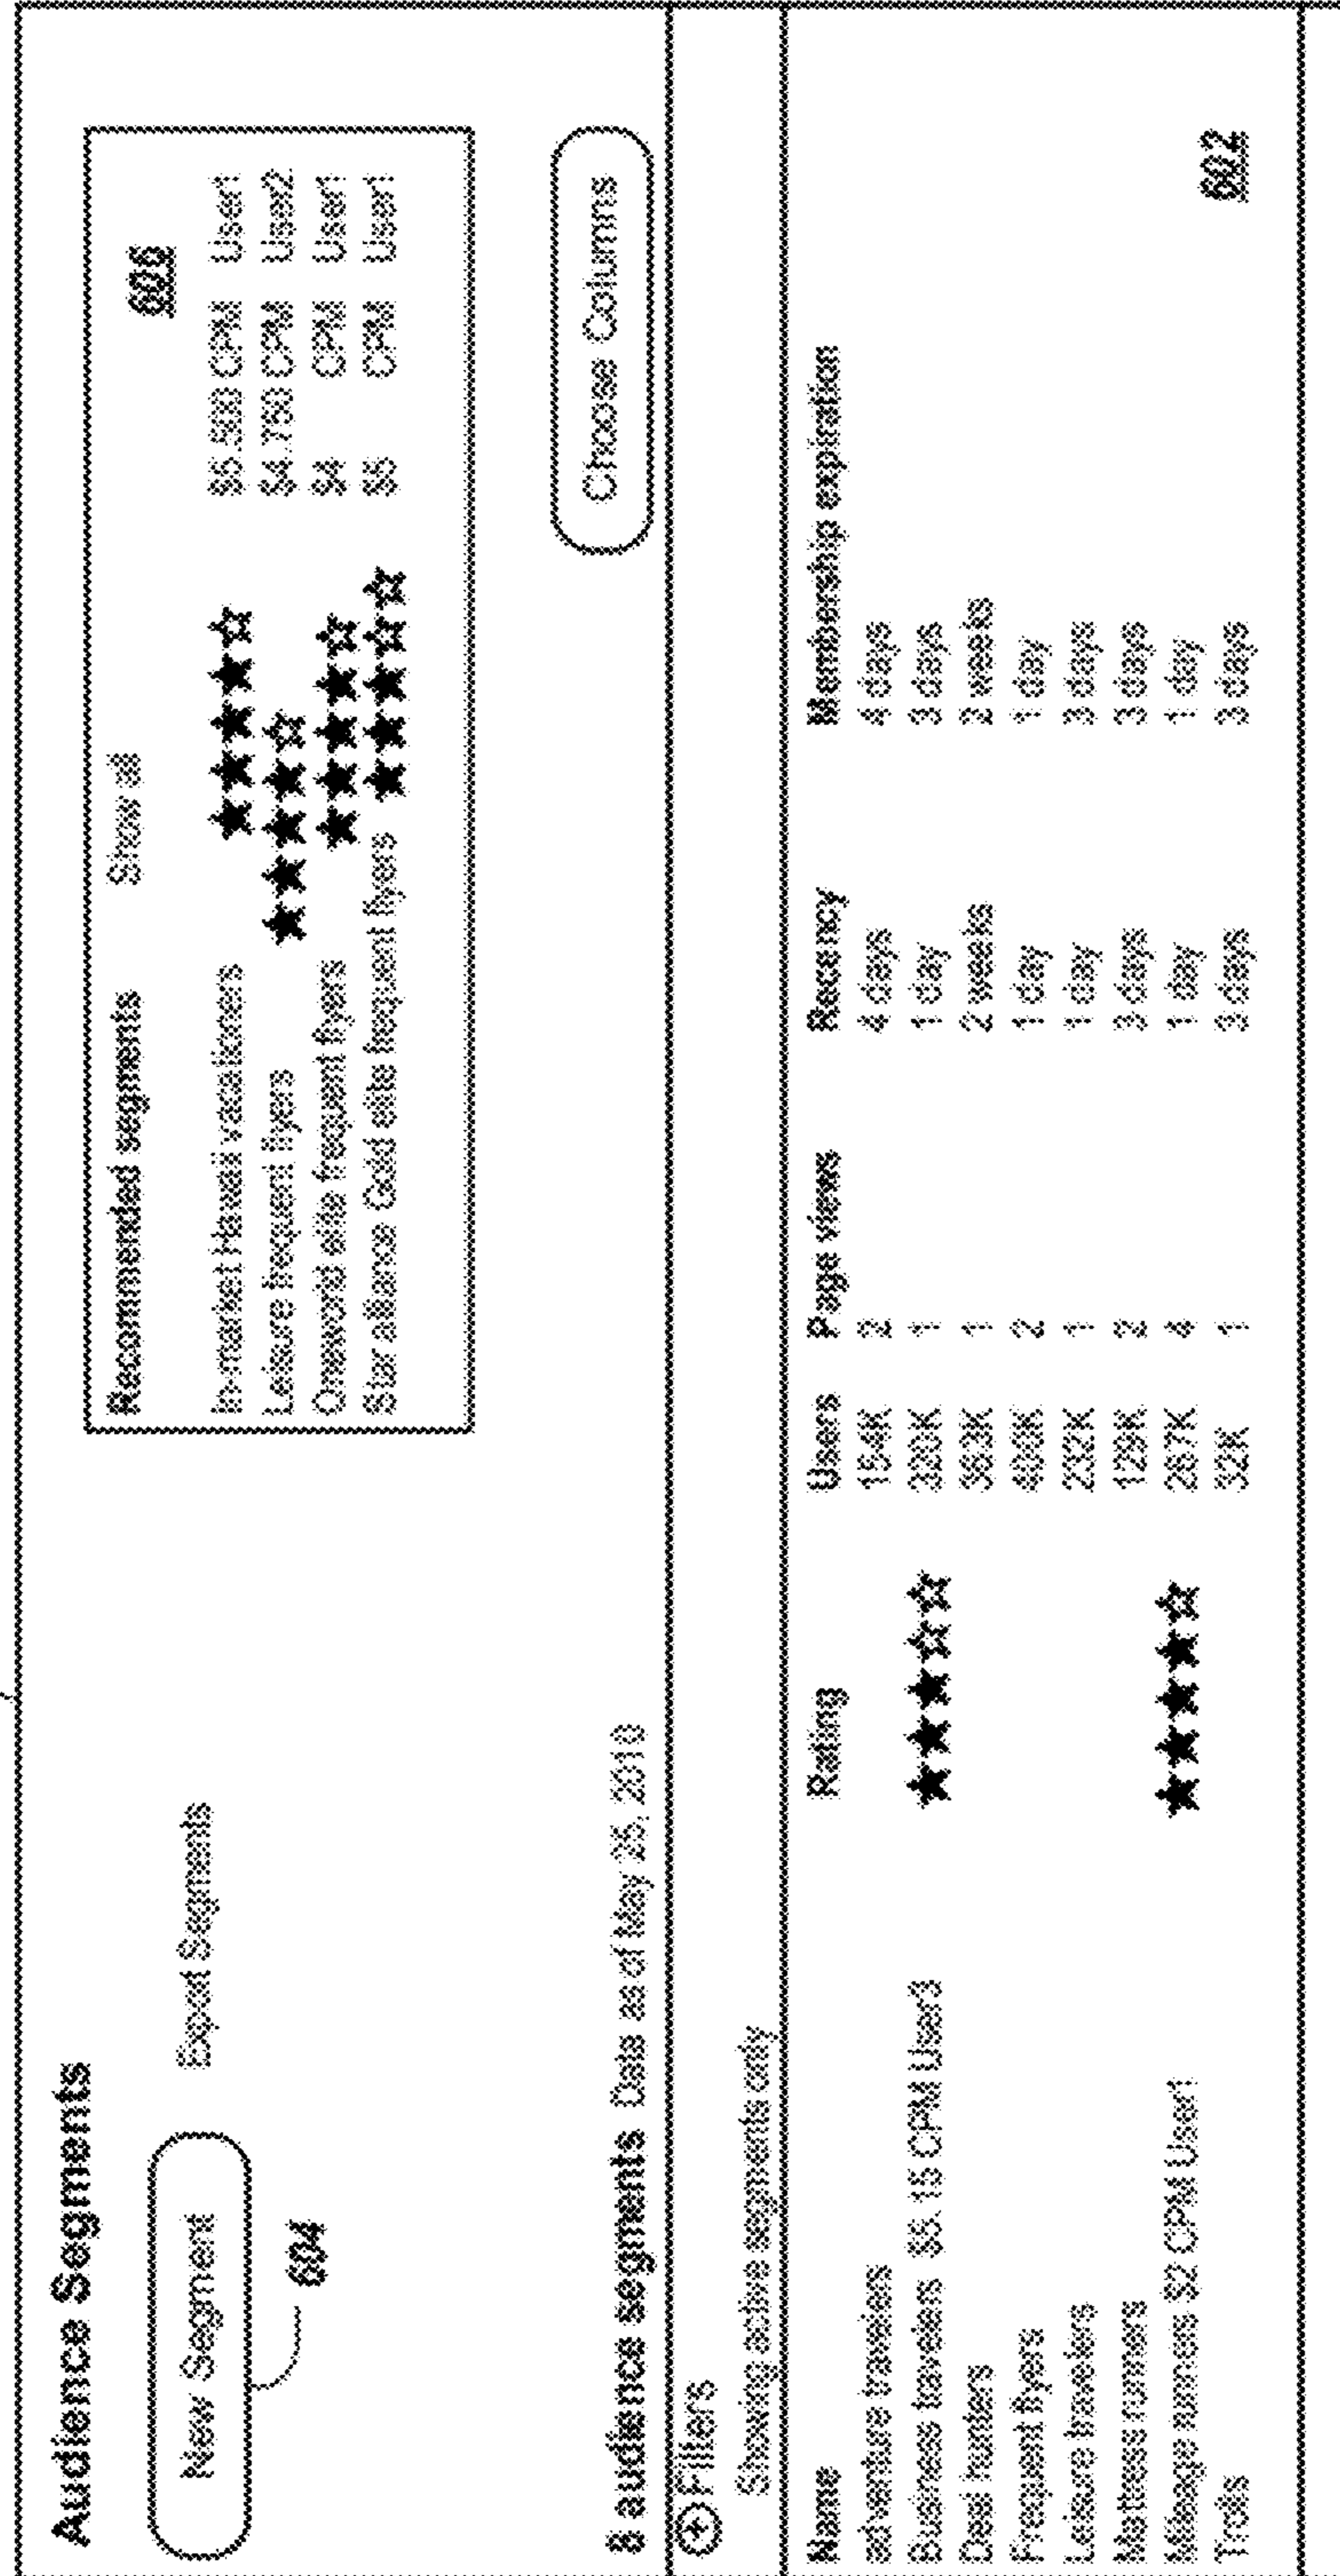 Audience Segments
New Segment
Export Segments
604
Recommended segments Show all
606
In-market Hawaii vacationers $5.500 CPM User1
Leisure frequent flyers $4.750 CPM User2
Oneworld elite frequent flyers $4 CPM User1
Star alliance Gold elite frequent flyers $5 CPM User1
8 audience segments Data as of May 25, 2010
Choose Columns
Filters
Showing active segments only
Name Rating Users Page views Recency Membership expiration
adventure travelers 154K 2 4 days 4 days
Business travelers $5.15 CPM User3 320K 1 1 day 3 days
Deal hunters 363K 1 2 weeks 2 weeks
Frequent flyers 2 1 day 1 day
Leisure travelers 232K 1 1 day 3 days
Mattress runners 129K 2 3 days 3 days
Mileage runners $2 CPM User1 267K 4 1 day 1 day
Trolls 32K 1 3 days 3 days
602